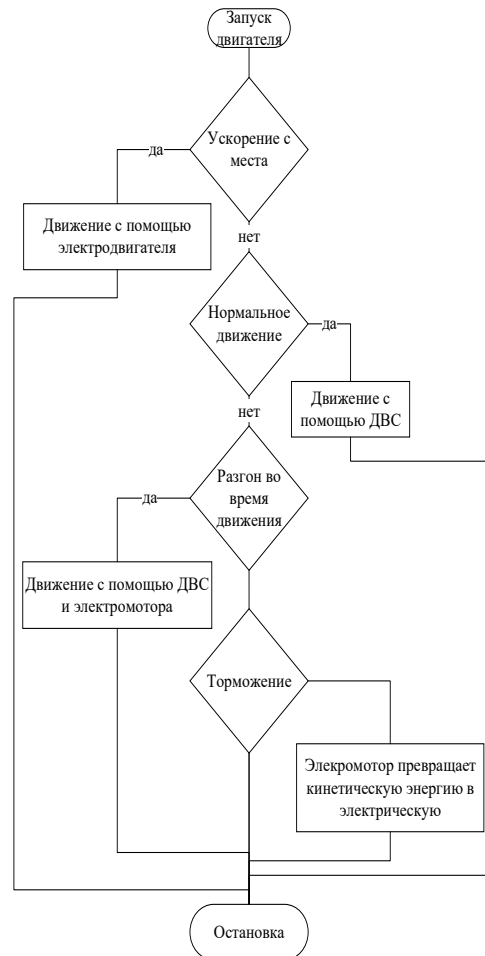 Запуск
двигателя
Ускорение с
места
да
Движение с помощью
электродвигателя
нет
Нормальное
движение
да
Движение с
помощью ДВС
нет
Разгон во
время
движения
да
Движение с помощью ДВС
и электромотора
Торможение
Элекромотор превращает
кинетическую энергию в
электрическую
Остановка